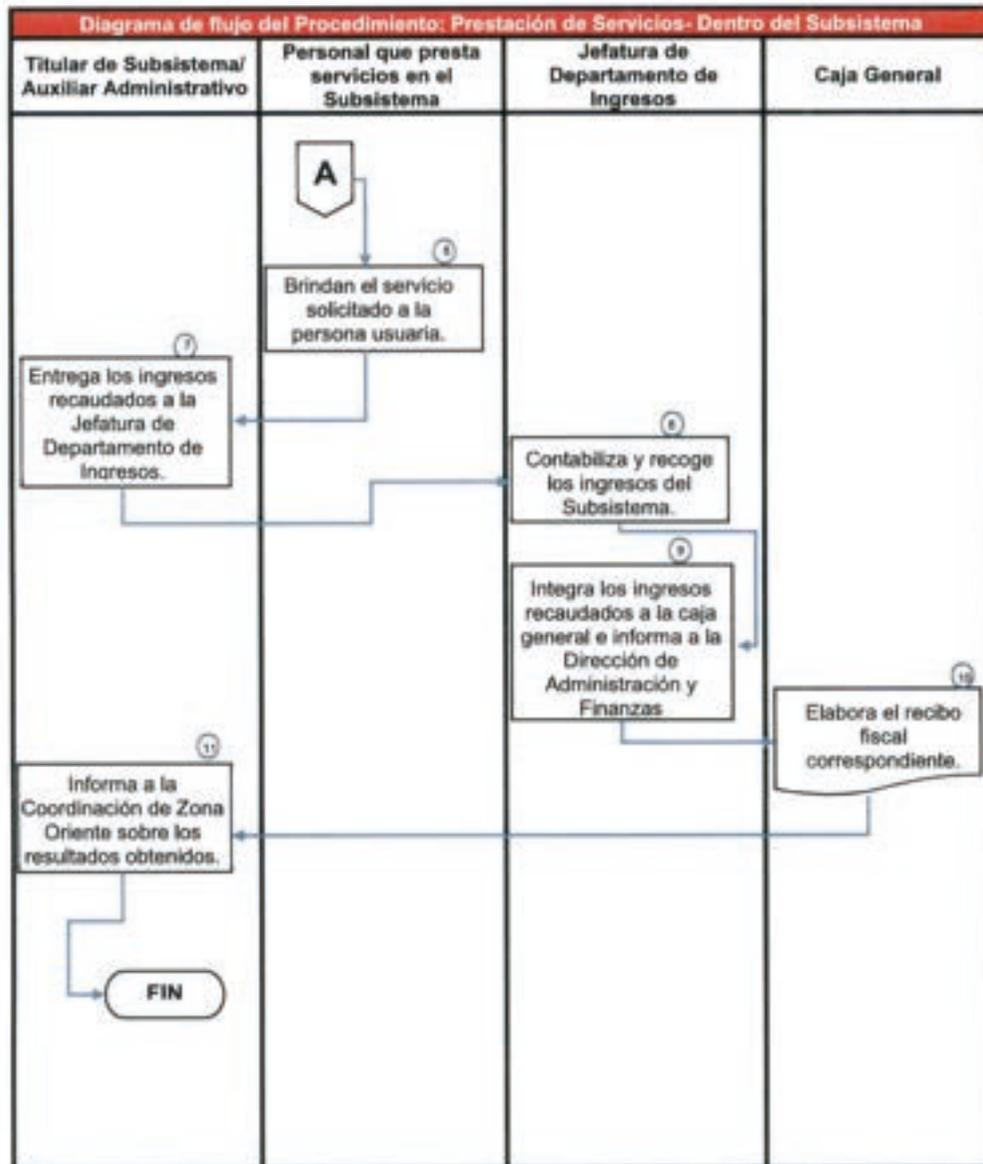 Diagrama de flujo del Procedimiento: Prestación de Servicios- Dentro del Subsistema
Titular de Subsistema/
Auxiliar Administrativo
Personal que presta
servicios en el
Subsistema
Jefatura de
Departamento de
Ingresos
Caja General
A
Brindan el servicio
solicitado a la
persona usuaria.
7
Entrega los ingresos
recaudados a la
Jefatura de
Departamento de
Ingresos.
8
Contabiliza y recoge
los ingresos del
Subsistema.
9
Integra los ingresos
recaudados a la caja
general e informa a la
Dirección de
Administración y
Finanzas
10
Elabora el recibo
fiscal
correspondiente.
11
Informa a la
Coordinación de Zona
Oriente sobre los
resultados obtenidos.
FIN